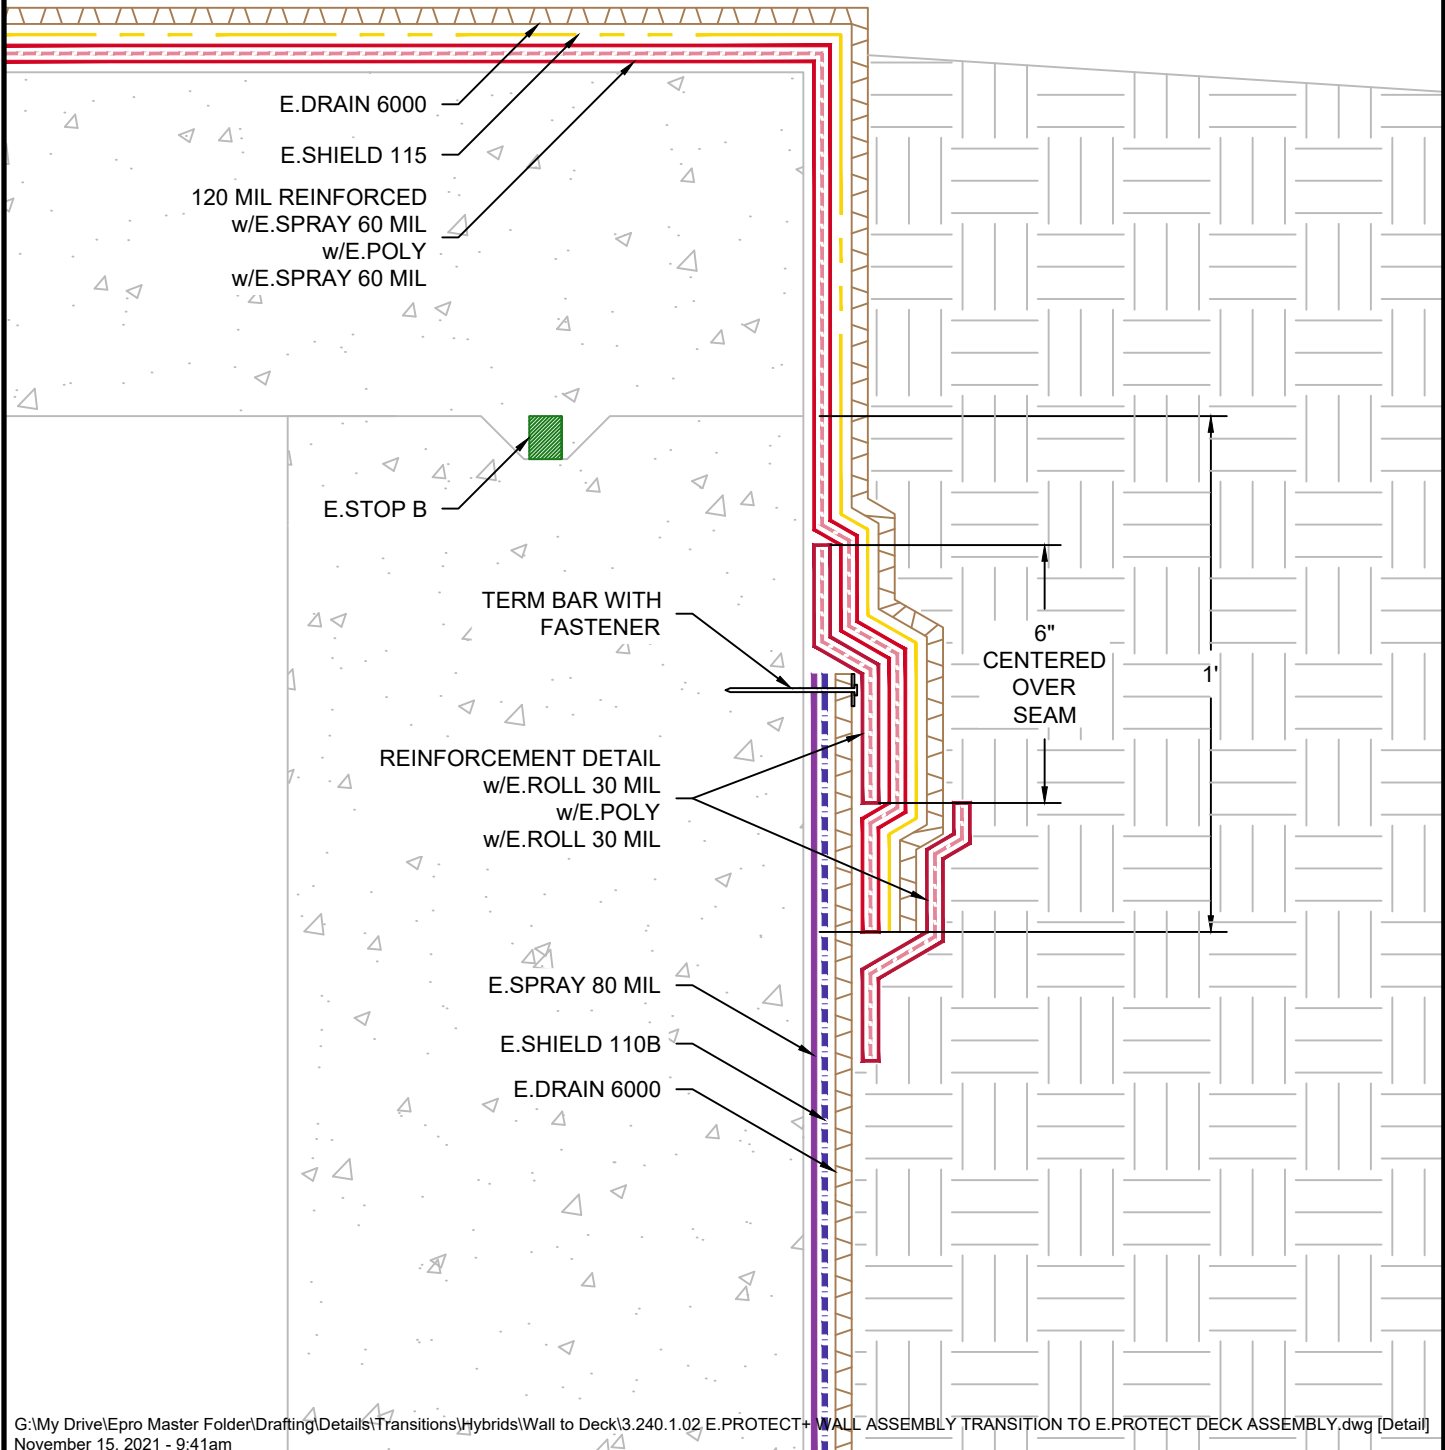 E.DRAIN 6000
E.SHIELD 115
120 MIL REINFORCED
w/E.SPRAY 60 MIL
w/E.POLY
w/E.SPRAY 60 MIL
E.STOP B
TERM BAR WITH
FASTENER
6"
CENTERED
OVER
SEAM
1'
REINFORCEMENT DETAIL
w/E.ROLL 30 MIL
w/E.POLY
w/E.ROLL 30 MIL
E.SPRAY 80 MIL
E.SHIELD 110B
E.DRAIN 6000
G:\My Drive\Epro Master Folder\Drafting\Details\Transitions\Hybrids\Wall to Deck\3.240.1.02 E.PROTECT+ WALL ASSEMBLY TRANSITION TO E.PROTECT DECK ASSEMBLY.dwg [Detail]
November 15, 2021 - 9:41am